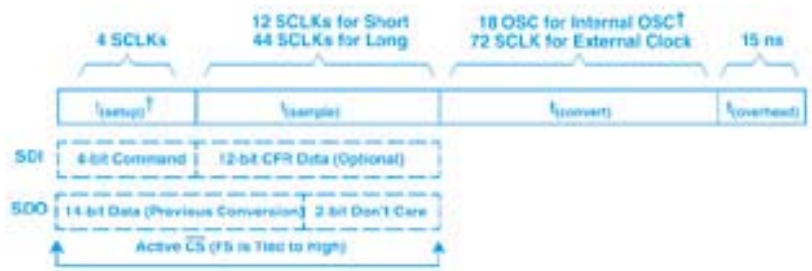 12 SCLKs for Short
18 OSC for Internal OSC†
4 SCLKs
44 SCLKs for Long
72 SCLK for External Clock
15 ns
t(setup)†
t(sample)
t(convert)
t(overhead)
SDI
4-bit Command
12-bit CFR Data (Optional)
SDO
14-bit Data (Previous Conversion)
2-bit Don't Care
Active CS (FS is Tied to High)